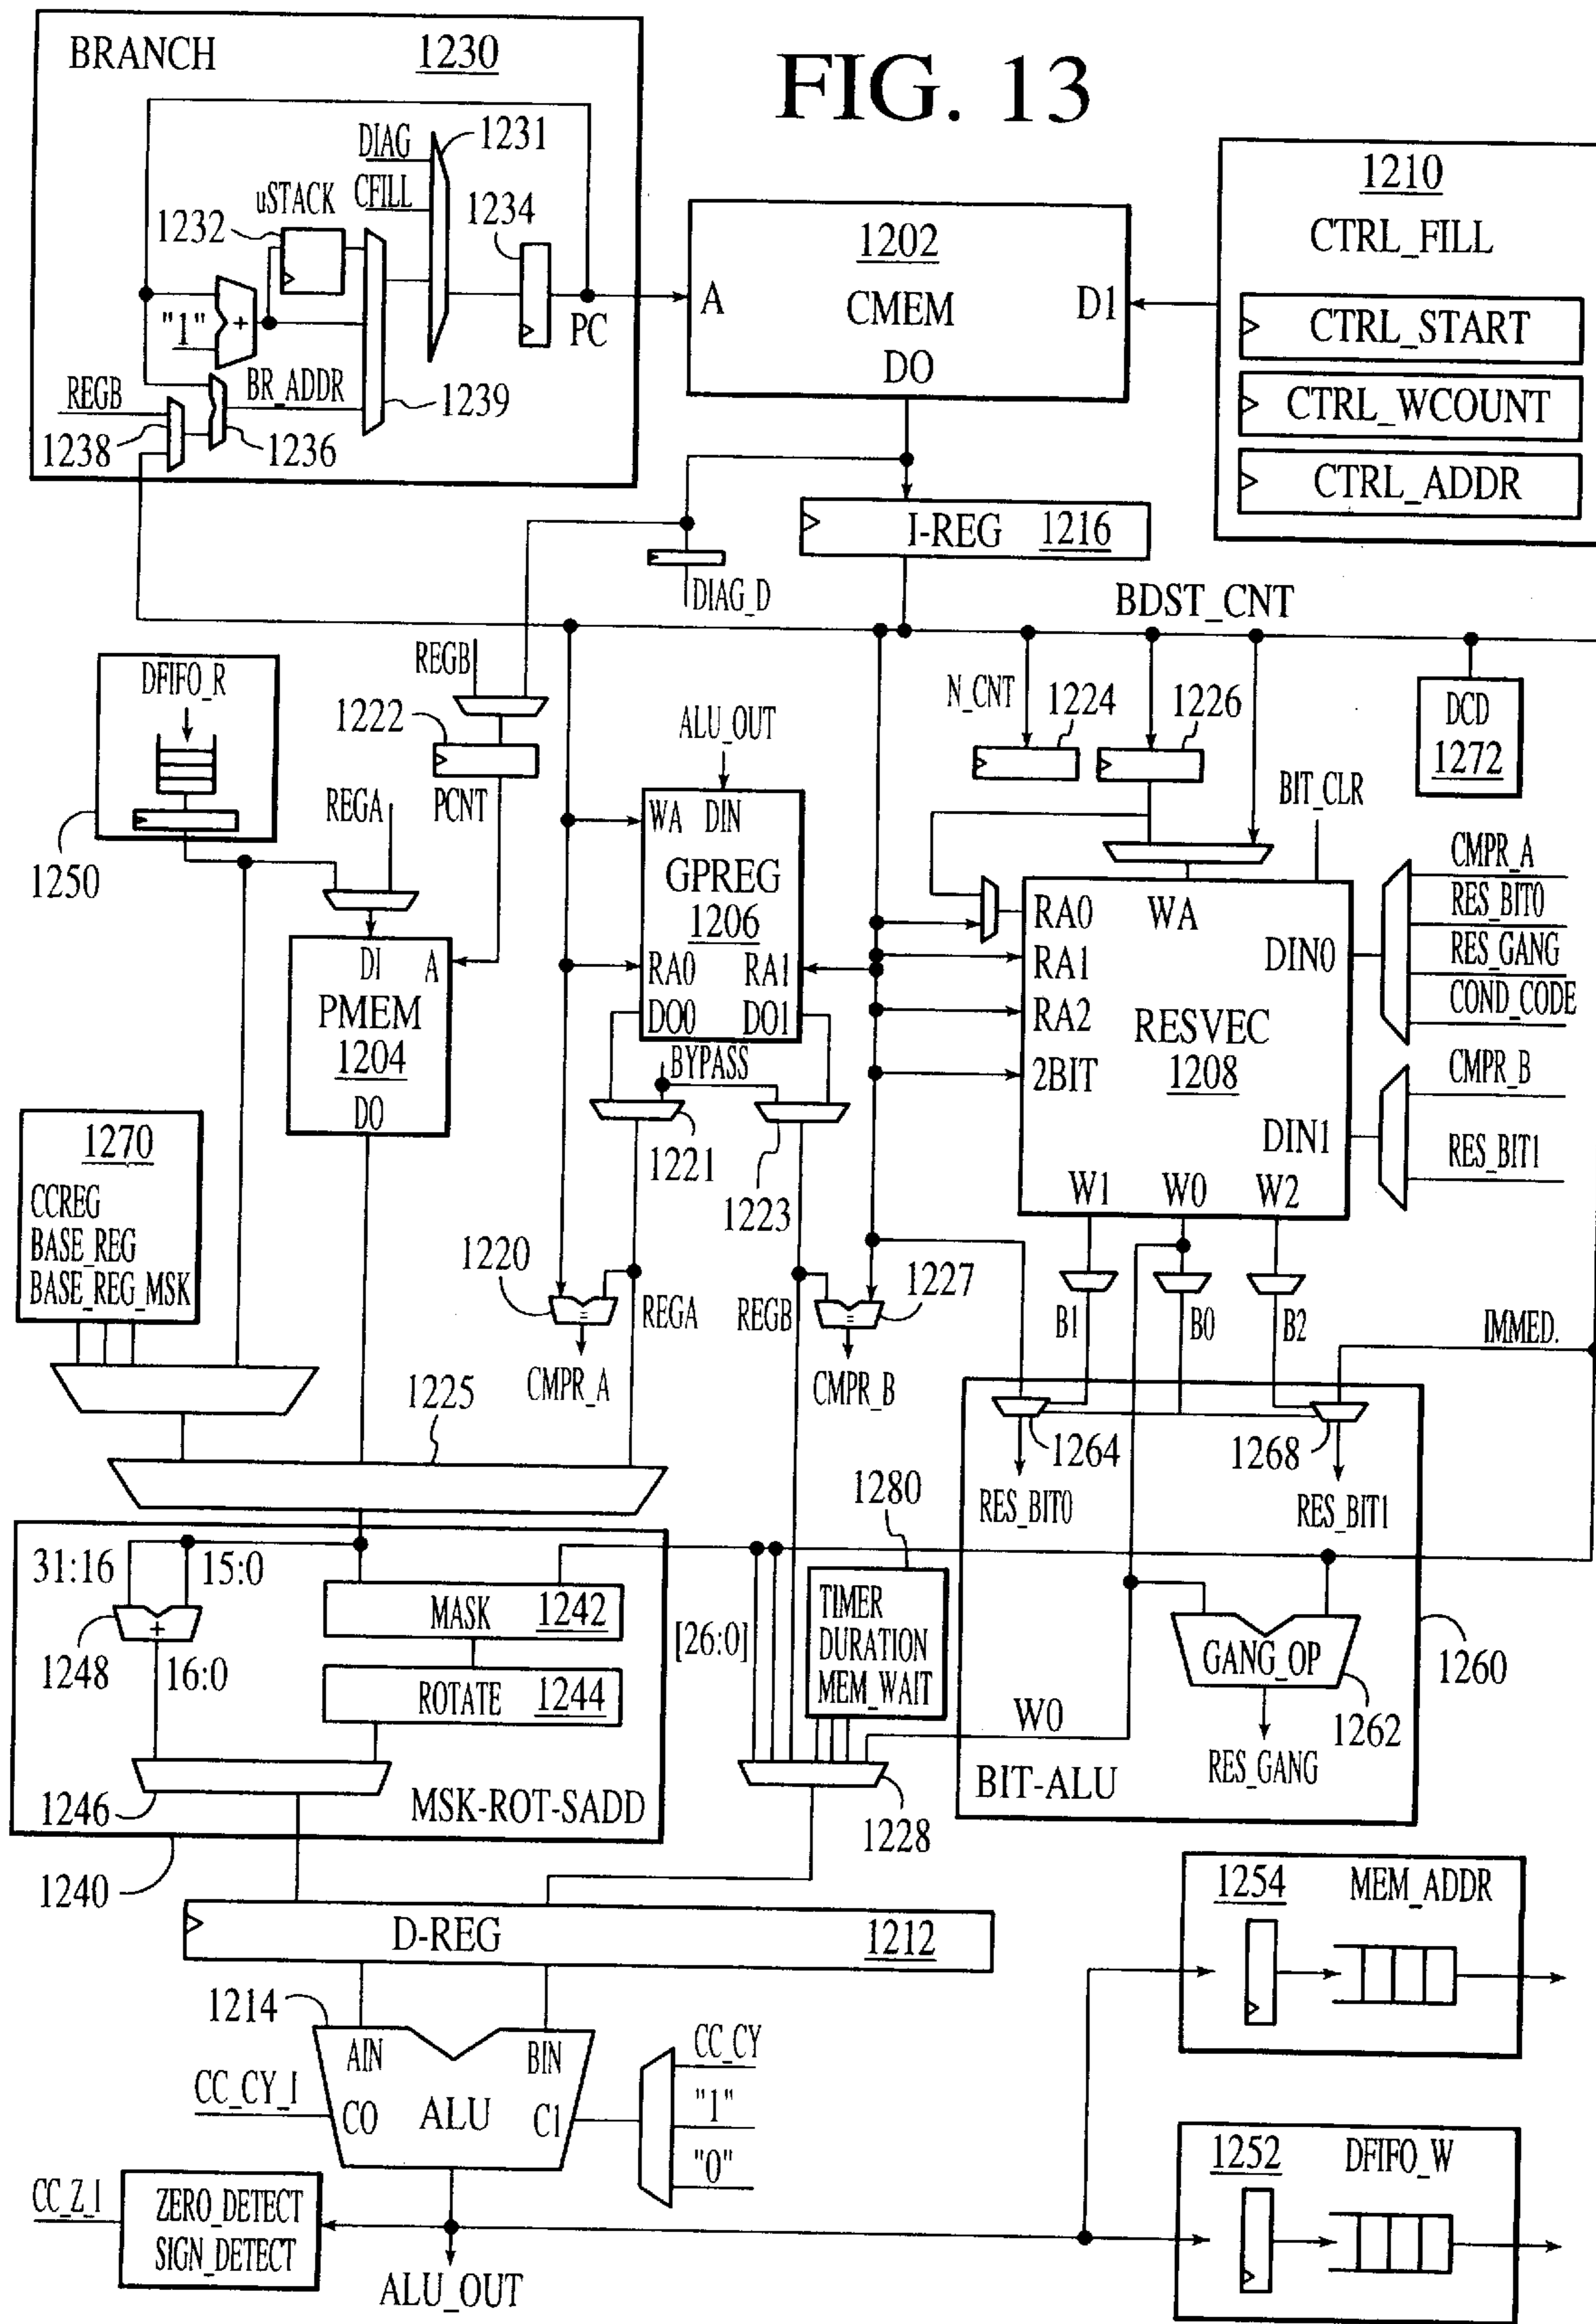 FIG. 13
BRANCH 1230
DIAG
1231
CFILL
uSTACK
1232
1234
"1"
+
PC
REGB
BR_ADDR
1239
1238
1236
1202
A
CMEM
D1
DO
1210
CTRL_FILL
CTRL_START
CTRL_WCOUNT
CTRL_ADDR
I-REG 1216
DIAG_D
BDST_CNT
DFIFO_R
1250
REGB
1222
PCNT
REGA
ALU_OUT
N_CNT
1224
1226
BIT_CLR
DCD
1272
WA DIN
GPREG
1206
RA0 RA1
DO0 DO1
DI A
PMEM
1204
DO
BYPASS
1221
1223
RA0 WA
RA1
RA2
2BIT
RESVEC
1208
DIN0
DIN1
W1 W0 W2
CMPR_A
RES_BIT0
RES_GANG
COND_CODE
CMPR_B
RES_BIT1
1270
CCREG
BASE_REG
BASE_REG_MSK
1220
=
REGA
CMPR_A
REGB
=
1227
CMPR_B
B1
B0
B2
IMMED.
1225
1264
1268
RES_BIT0
RES_BIT1
31:16
15:0
+
1248
16:0
MASK 1242
ROTATE 1244
1246
MSK-ROT-SADD
1240
[26:0]
1280
TIMER
DURATION
MEM_WAIT
W0
1228
GANG_OP
1262
RES_GANG
BIT-ALU
1260
D-REG 1212
1214
AIN BIN
CO ALU C1
CC_CY_I
CC_CY
"1"
"0"
CC_Z_I
ZERO_DETECT
SIGN_DETECT
ALU_OUT
1254 MEM_ADDR
1252 DFIFO_W